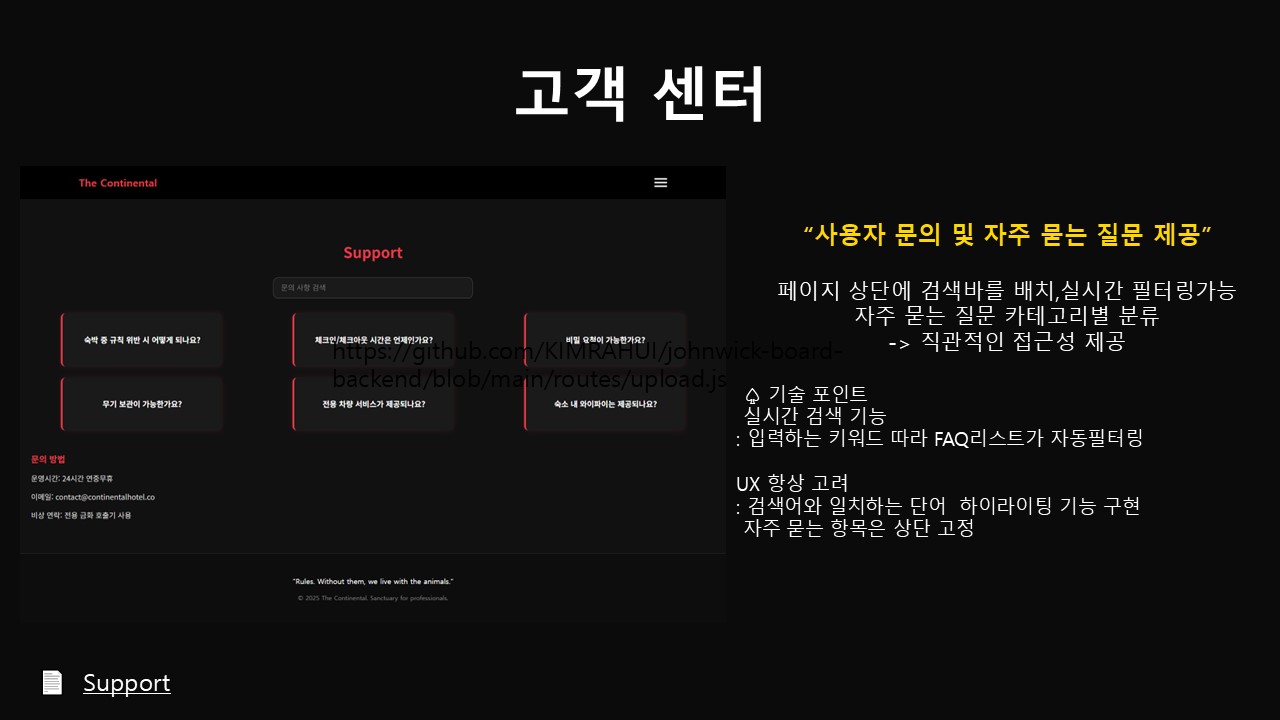 고객 센터
The Continental
Support
문의 사항 검색
숙박 중 규칙 위반 시 어떻게 되나요?
체크인/체크아웃 시간은 언제인가요?
비밀 요청이 가능한가요?
https://github.com/KIMRAHUI/johnwick-board-
backend/blob/main/routes/upload.js
무기 보관이 가능한가요?
전용 차량 서비스가 제공되나요?
숙소 내 와이파이는 제공되나요?
문의 방법
운영시간: 24시간 연중무휴
이메일: contact@continentalhotel.co
비상 연락: 전용 금화 호출기 사용
"Rules. Without them, we live with the animals."
© 2025 The Continental. Sanctuary for professionals.
“사용자 문의 및 자주 묻는 질문 제공”
페이지 상단에 검색바를 배치,실시간 필터링가능
자주 묻는 질문 카테고리별 분류
-> 직관적인 접근성 제공
♤ 기술 포인트
실시간 검색 기능
: 입력하는 키워드 따라 FAQ리스트가 자동필터링
UX 항상 고려
: 검색어와 일치하는 단어 하이라이팅 기능 구현
자주 묻는 항목은 상단 고정
Support